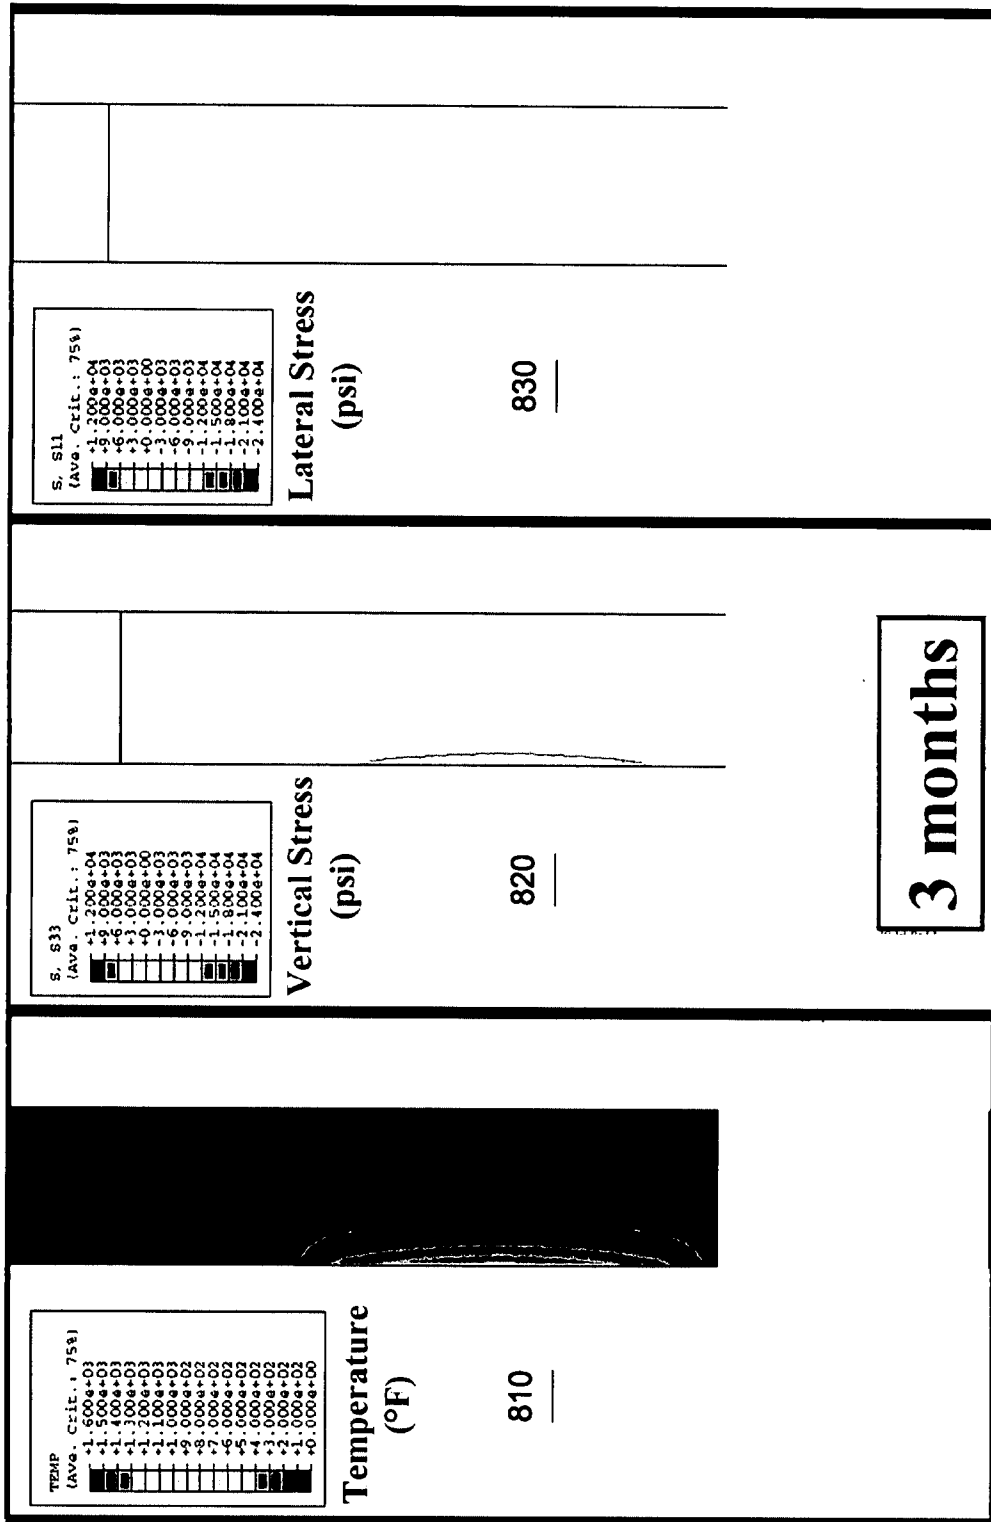 TEMP
(Ave. Crit.: 75%)
+1.600e+03
+1.500e+03
+1.400e+03
+1.300e+03
+1.200e+03
+1.100e+03
+1.000e+03
+9.000e+02
+8.000e+02
+7.000e+02
+6.000e+02
+5.000e+02
+4.000e+02
+3.000e+02
+2.000e+02
+1.000e+02
+0.000e+00
Temperature
(°F)
810
S, S33
(Ave. Crit.: 75%)
+1.200e+04
+9.000e+03
+6.000e+03
+3.000e+03
+0.000e+00
-3.000e+03
-6.000e+03
-9.000e+03
-1.200e+04
-1.500e+04
-1.800e+04
-2.100e+04
-2.400e+04
Vertical Stress
(psi)
820
S, S11
(Ave. Crit.: 75%)
+1.200e+04
+9.000e+03
+6.000e+03
+3.000e+03
+0.000e+00
-3.000e+03
-6.000e+03
-9.000e+03
-1.200e+04
-1.500e+04
-1.800e+04
-2.100e+04
-2.400e+04
Lateral Stress
(psi)
830
3 months